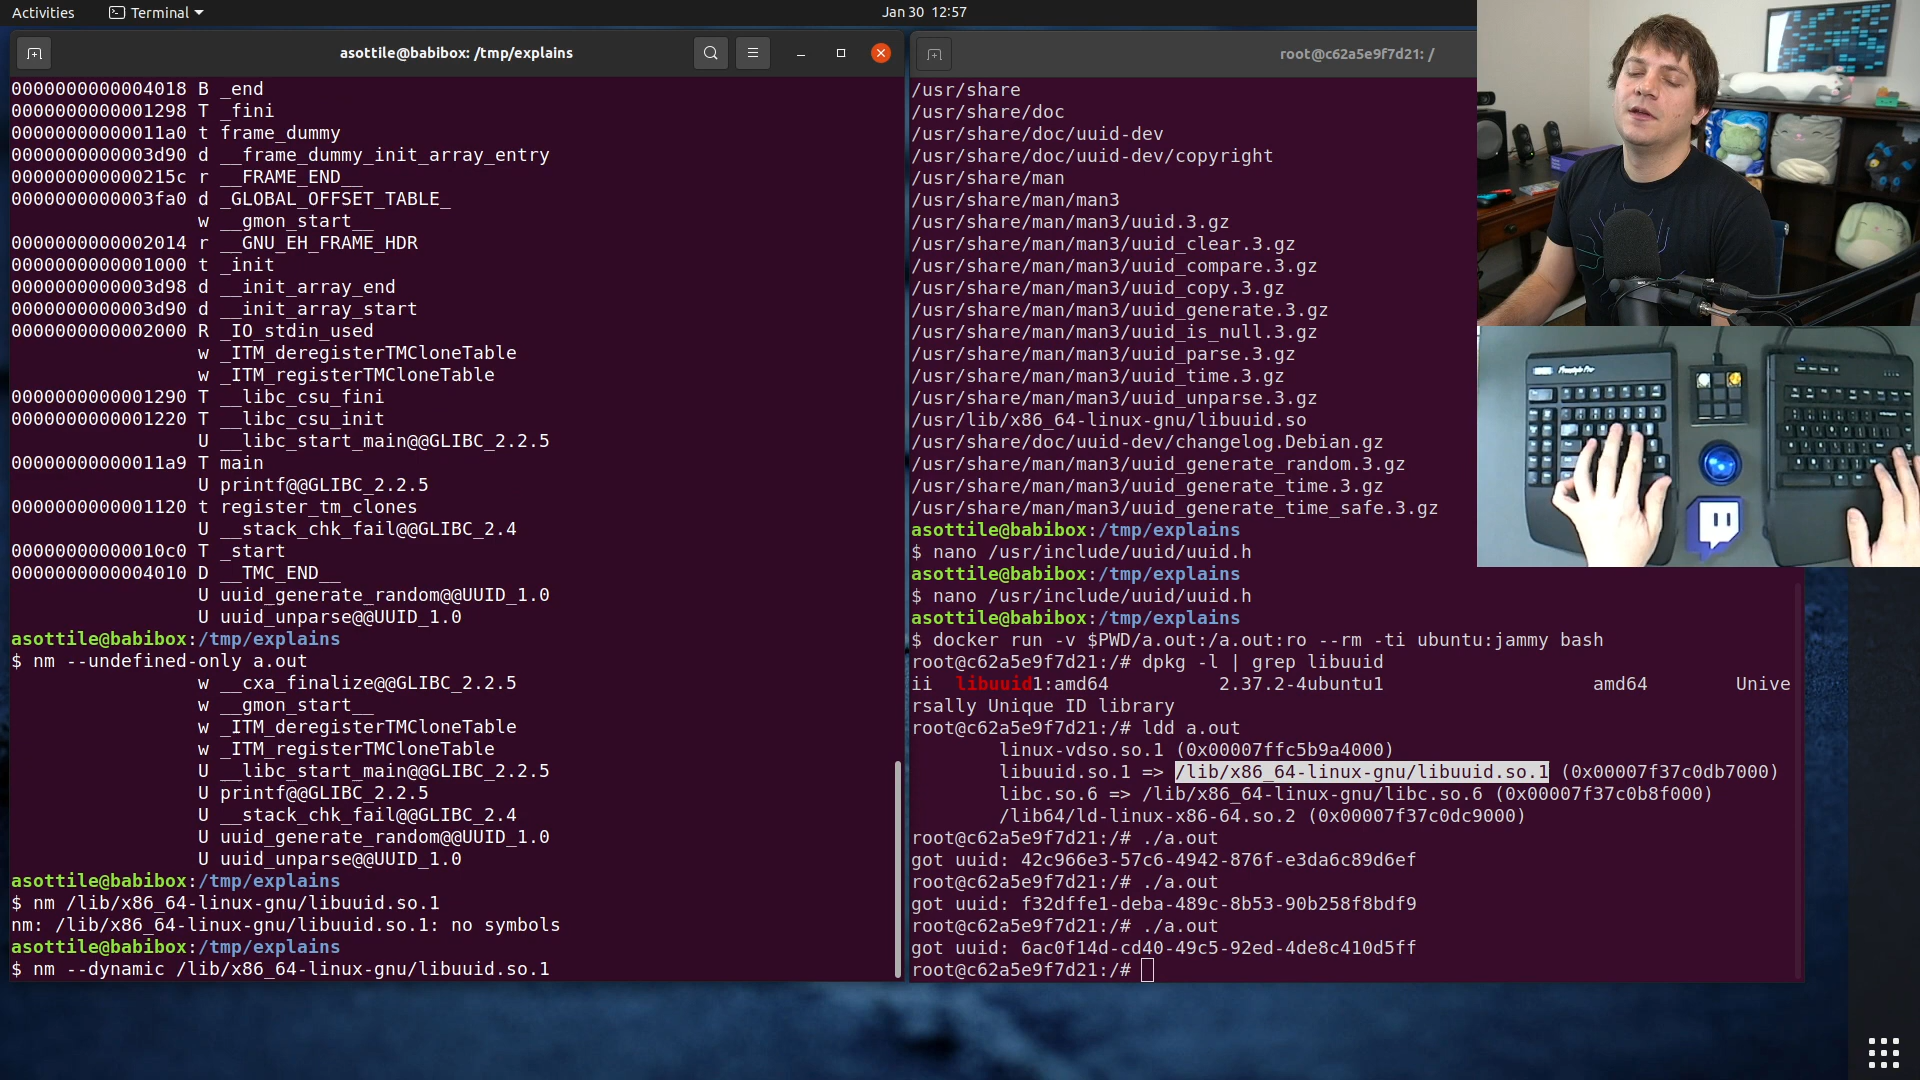 Activities
Terminal
Jan 30 12:57
asottile@babibox: /tmp/explains
0000000000004018 B _end
0000000000001298 T _fini
00000000000011a0 t frame_dummy
0000000000003d90 d __frame_dummy_init_array_entry
000000000000215c r __FRAME_END__
0000000000003fa0 d _GLOBAL_OFFSET_TABLE_
w __gmon_start__
0000000000002014 r __GNU_EH_FRAME_HDR
0000000000001000 t _init
0000000000003d98 d __init_array_end
0000000000003d90 d __init_array_start
0000000000002000 R _IO_stdin_used
w _ITM_deregisterTMCloneTable
w _ITM_registerTMCloneTable
0000000000001290 T __libc_csu_fini
0000000000001220 T __libc_csu_init
U __libc_start_main@@GLIBC_2.2.5
00000000000011a9 T main
U printf@@GLIBC_2.2.5
0000000000001120 t register_tm_clones
U __stack_chk_fail@@GLIBC_2.4
00000000000010c0 T _start
0000000000004010 D __TMC_END__
U uuid_generate_random@@UUID_1.0
U uuid_unparse@@UUID_1.0
asottile@babibox:/tmp/explains
$ nm --undefined-only a.out
w __cxa_finalize@@GLIBC_2.2.5
w __gmon_start__
w _ITM_deregisterTMCloneTable
w _ITM_registerTMCloneTable
U __libc_start_main@@GLIBC_2.2.5
U printf@@GLIBC_2.2.5
U __stack_chk_fail@@GLIBC_2.4
U uuid_generate_random@@UUID_1.0
U uuid_unparse@@UUID_1.0
asottile@babibox:/tmp/explains
$ nm /lib/x86_64-linux-gnu/libuuid.so.1
nm: /lib/x86_64-linux-gnu/libuuid.so.1: no symbols
asottile@babibox:/tmp/explains
$ nm --dynamic /lib/x86_64-linux-gnu/libuuid.so.1
root@c62a5e9f7d21: /
/usr/share
/usr/share/doc
/usr/share/doc/uuid-dev
/usr/share/doc/uuid-dev/copyright
/usr/share/man
/usr/share/man/man3
/usr/share/man/man3/uuid.3.gz
/usr/share/man/man3/uuid_clear.3.gz
/usr/share/man/man3/uuid_compare.3.gz
/usr/share/man/man3/uuid_copy.3.gz
/usr/share/man/man3/uuid_generate.3.gz
/usr/share/man/man3/uuid_is_null.3.gz
/usr/share/man/man3/uuid_parse.3.gz
/usr/share/man/man3/uuid_time.3.gz
/usr/share/man/man3/uuid_unparse.3.gz
/usr/lib/x86_64-linux-gnu/libuuid.so
/usr/share/doc/uuid-dev/changelog.Debian.gz
/usr/share/man/man3/uuid_generate_random.3.gz
/usr/share/man/man3/uuid_generate_time.3.gz
/usr/share/man/man3/uuid_generate_time_safe.3.gz
asottile@babibox:/tmp/explains
$ nano /usr/include/uuid/uuid.h
asottile@babibox:/tmp/explains
$ nano /usr/include/uuid/uuid.h
asottile@babibox:/tmp/explains
$ docker run -v $PWD/a.out:/a.out:ro --rm -ti ubuntu:jammy bash
root@c62a5e9f7d21:/# dpkg -l | grep libuuid
ii libuuid1:amd64 2.37.2-4ubuntu1 amd64 Unive
rsally Unique ID library
root@c62a5e9f7d21:/# ldd a.out
linux-vdso.so.1 (0x00007ffc5b9a4000)
libuuid.so.1 => /lib/x86_64-linux-gnu/libuuid.so.1 (0x00007f37c0db7000)
libc.so.6 => /lib/x86_64-linux-gnu/libc.so.6 (0x00007f37c0b8f000)
/lib64/ld-linux-x86-64.so.2 (0x00007f37c0dc9000)
root@c62a5e9f7d21:/# ./a.out
got uuid: 42c966e3-57c6-4942-876f-e3da6c89d6ef
root@c62a5e9f7d21:/# ./a.out
got uuid: f32dffe1-deba-489c-8b53-90b258f8bdf9
root@c62a5e9f7d21:/# ./a.out
got uuid: 6ac0f14d-cd40-49c5-92ed-4de8c410d5ff
root@c62a5e9f7d21:/#
Freestyle Pro